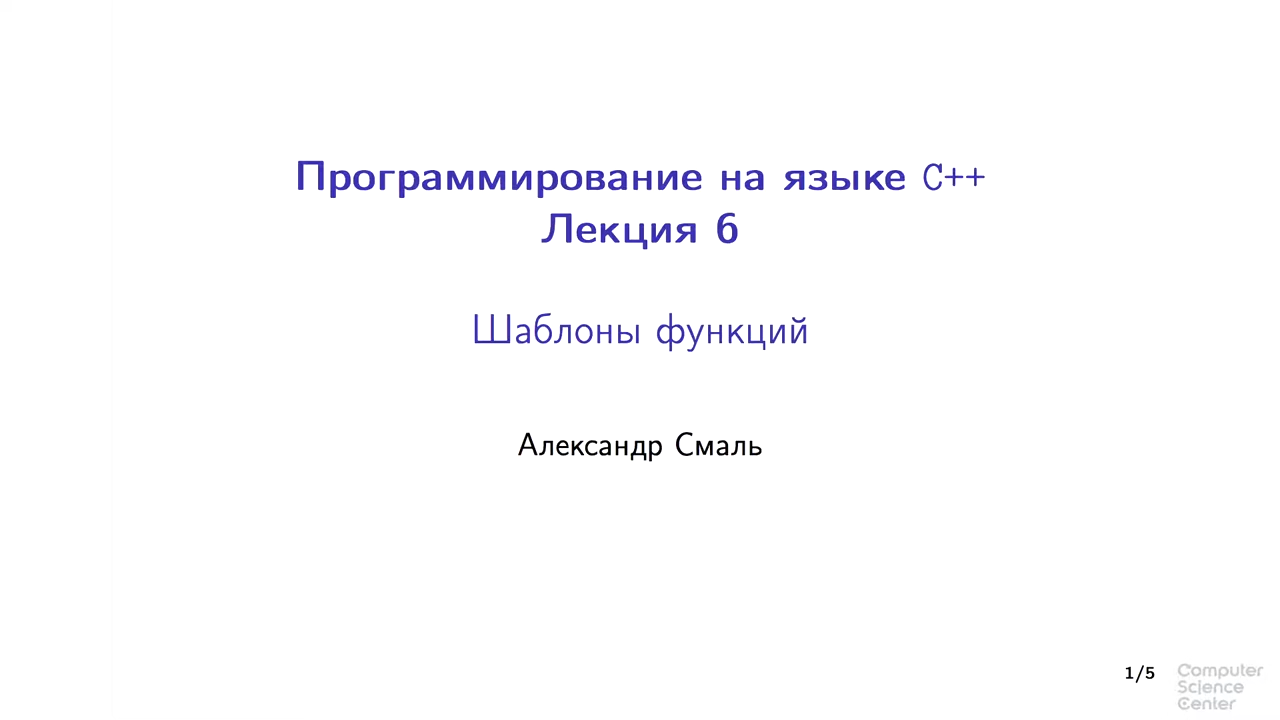 Программирование на языке C++
Лекция 6
Шаблоны функций
Александр Смаль
1/5
Computer
Science
Center